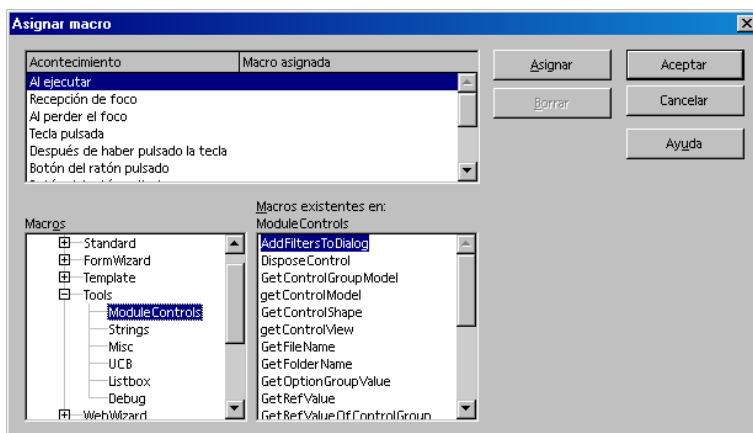 Asignar macro
Acontecimiento Macro asignada
Al ejecutar
Recepción de foco
Al perder el foco
Tecla pulsada
Después de haber pulsado la tecla
Botón del ratón pulsado
Asignar
Borrar
Aceptar
Cancelar
Ayuda
Macros
Standard
FormWizard
Template
Tools
ModuleControls
Strings
Misc
UCB
Listbox
Debug
WebWizard
Macros existentes en:
ModuleControls
AddFiltersToDialog
DisposeControl
GetControlGroupModel
getControlModel
GetControlShape
getControlView
GetFileName
GetFolderName
GetOptionGroupValue
GetRefValue
GetRefValueOfControlGroup